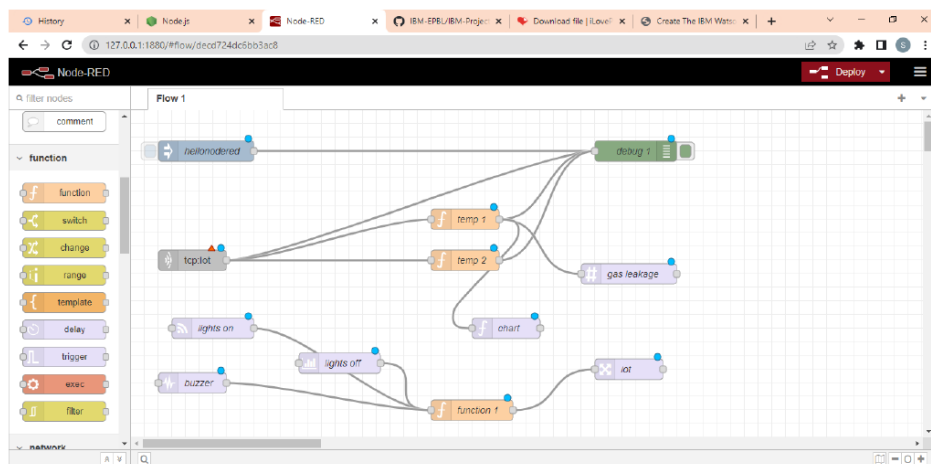 History
Node.js
Node-RED
IBM-EPBL/IBM-Project
Download file | iLoveP
Create The IBM Watso
127.0.0.1:1880/#flow/decd724dc6bb3ac8
S
Node-RED
Deploy
filter nodes
Flow 1
comment
function
function
switch
change
range
template
delay
trigger
exec
filter
network
hellonodered
debug 1
temp 1
tcp:Iot
temp 2
gas leakage
lights on
chart
lights off
iot
buzzer
function 1